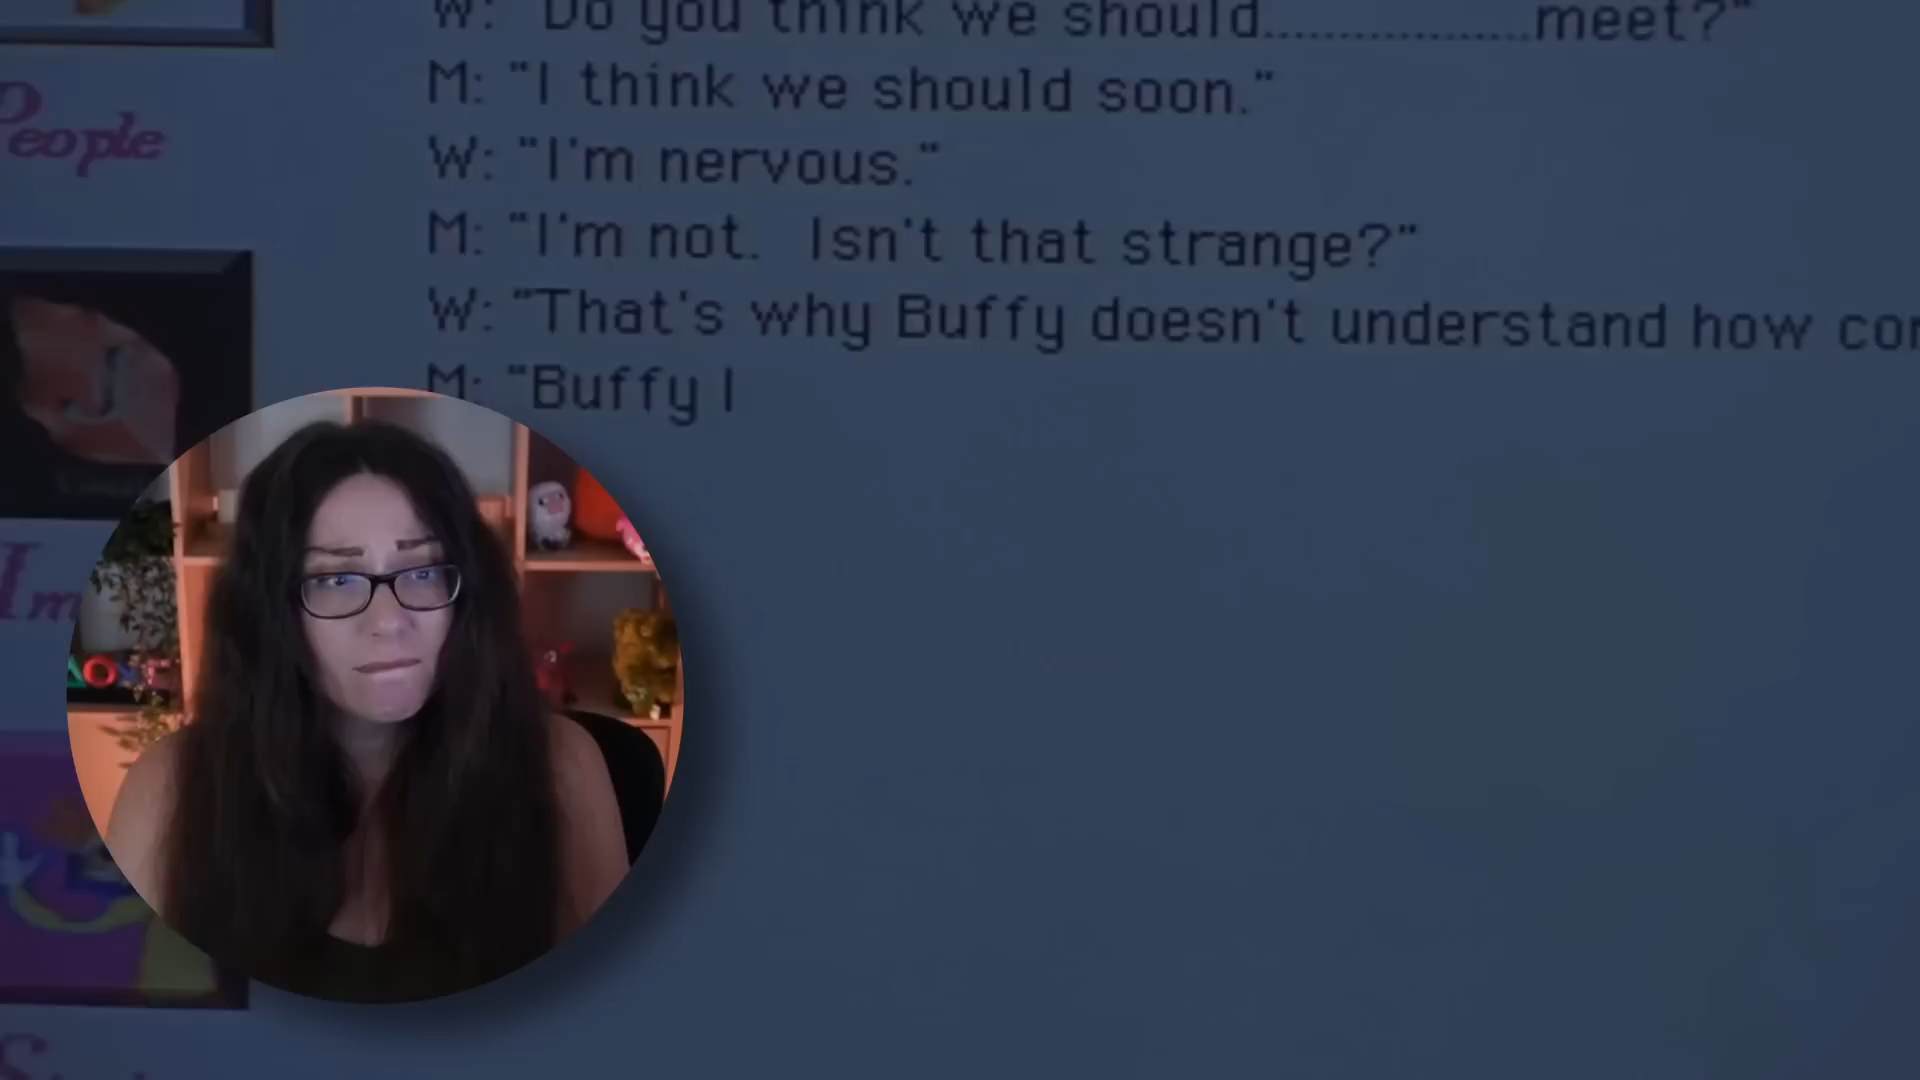 W: "Do you think we should..................meet?"
M: "I think we should soon."
People
W: "I'm nervous."
M: "I'm not.  Isn't that strange?"
W: "That's why Buffy doesn't understand how
M: "Buffy |